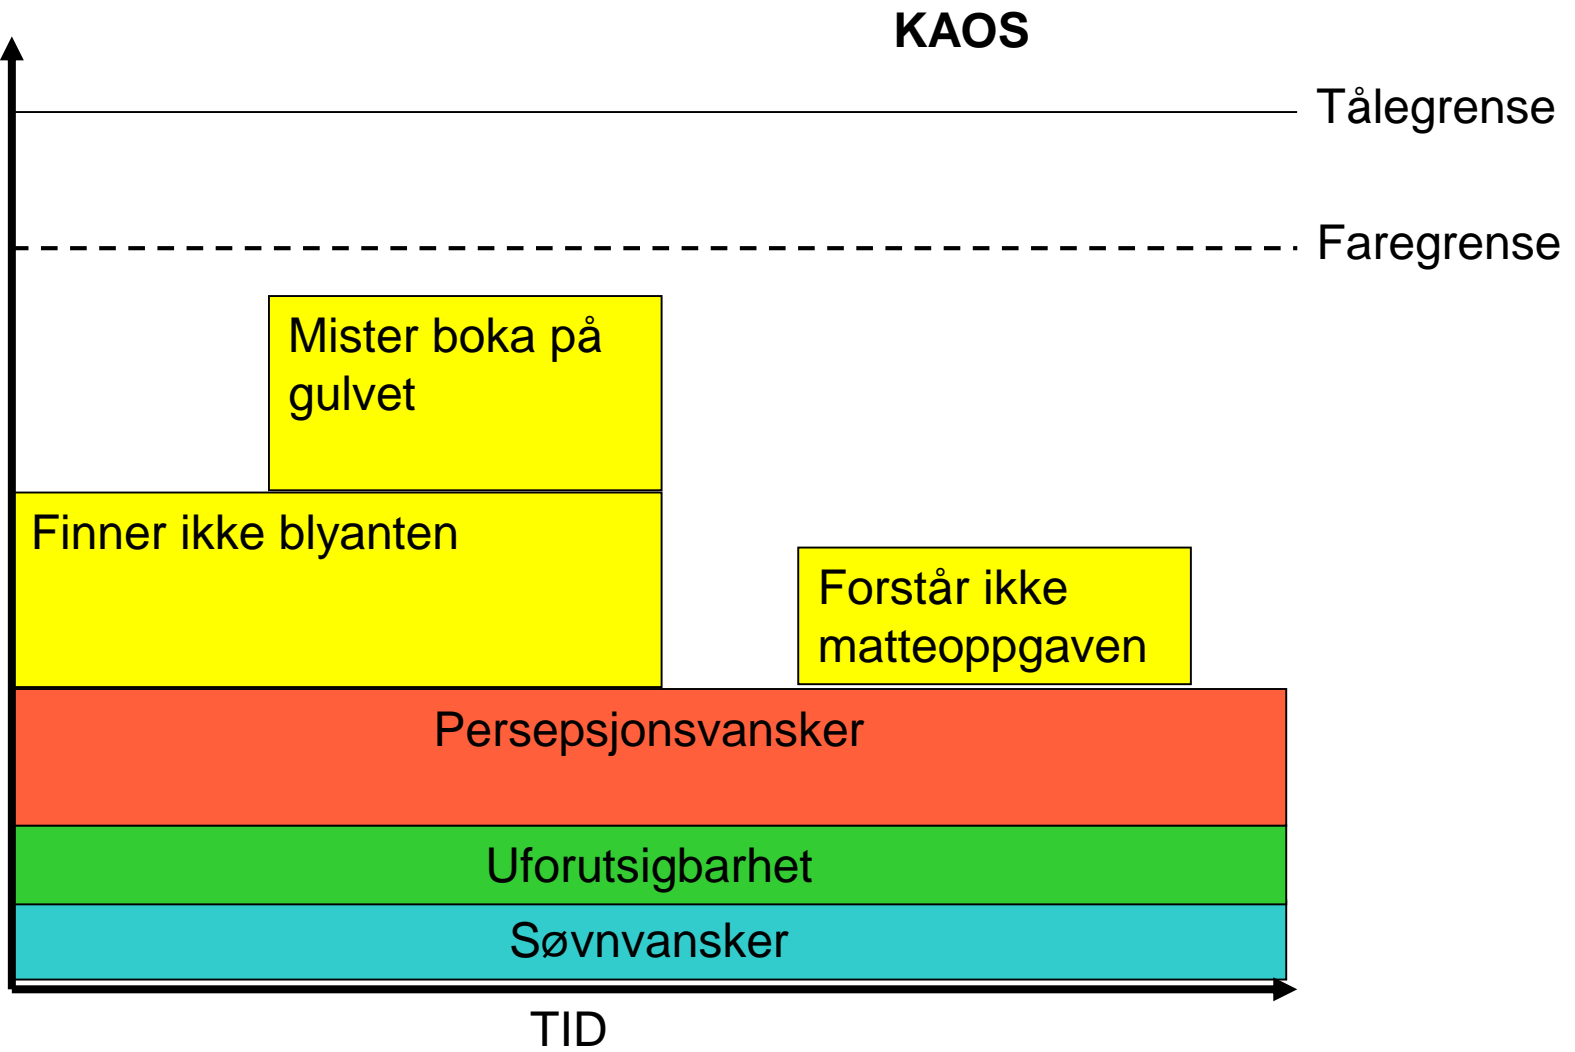 KAOS
Tålegrense
Faregrense
Mister boka på
gulvet
Finner ikke blyanten
Forstår ikke
matteoppgaven
Persepsjonsvansker
Uforutsigbarhet
Søvnvansker
TID